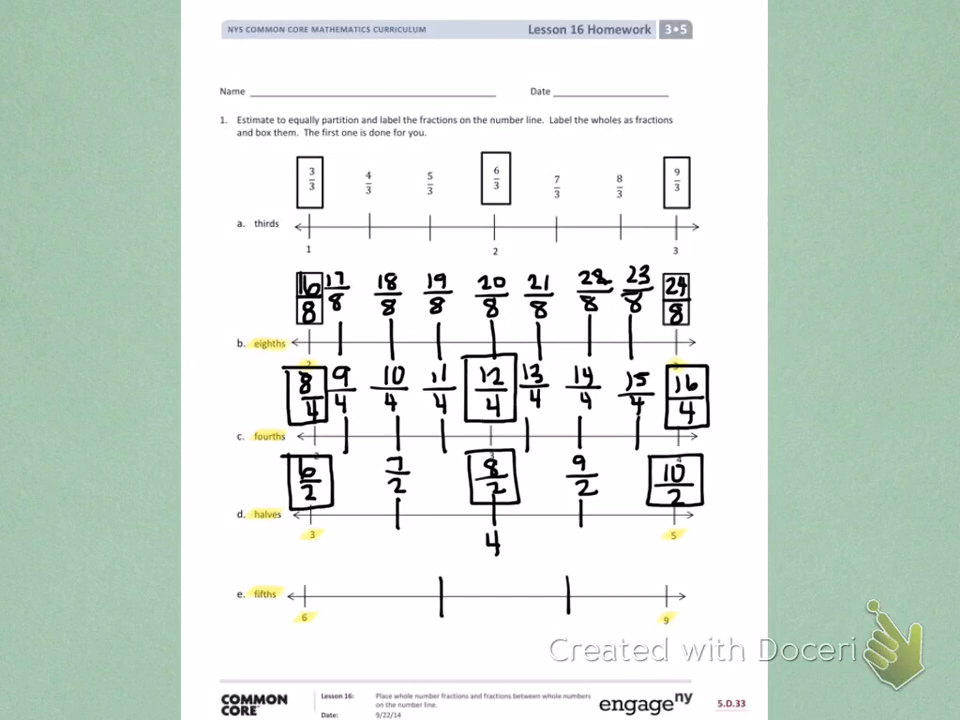 NYS COMMON CORE MATHEMATICS CURRICULUM Lesson 16 Homework 3•5
Name Date
1. Estimate to equally partition and label the fractions on the number line. Label the wholes as fractions
and box them. The first one is done for you.
3/3 4/3 5/3 6/3 7/3 8/3 9/3
a. thirds
1 2 3
16/8 17/8 18/8 19/8 20/8 21/8 22/8 23/8 24/8
b. eighths
8/4 9/4 10/4 11/4 12/4 13/4 14/4 15/4 16/4
c. fourths
6/2 7/2 8/2 9/2 10/2
d. halves
3 4 5
e. fifths
6 9
Created with Doceri
COMMON CORE
Lesson 16: Place whole number fractions and fractions between whole numbers
on the number line.
Date: 9/22/14
engage ny
5.D.33